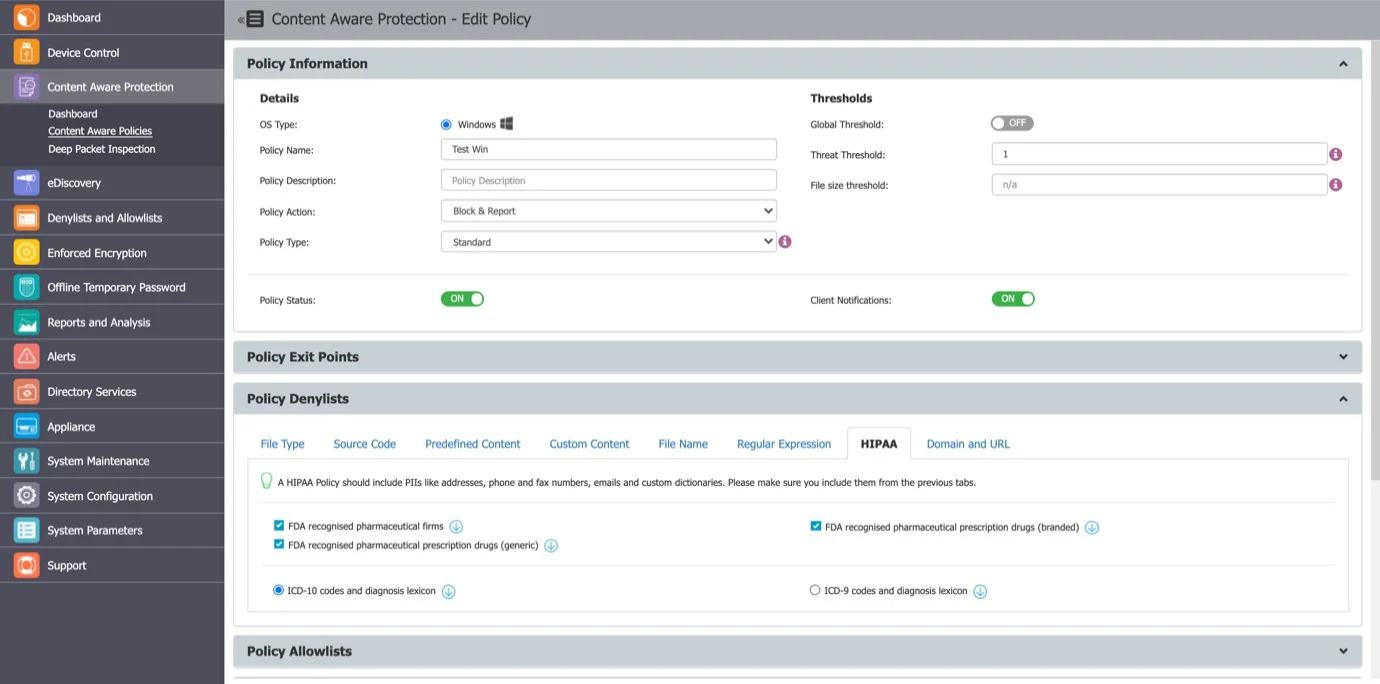 Dashboard
Device Control
Content Aware Protection
Dashboard
Content Aware Policies
Deep Packet Inspection
eDiscovery
Denylists and Allowlists
Enforced Encryption
Offline Temporary Password
Reports and Analysis
Alerts
Directory Services
Appliance
System Maintenance
System Configuration
System Parameters
Support
Content Aware Protection - Edit Policy
Policy Information
Details
OS Type: Windows
Policy Name: Test Win
Policy Description: Policy Description
Policy Action: Block & Report
Policy Type: Standard
Thresholds
Global Threshold: OFF
Threat Threshold: 1
File size threshold: n/a
Policy Status: ON
Client Notifications: ON
Policy Exit Points
Policy Denylists
File Type Source Code Predefined Content Custom Content File Name Regular Expression HIPAA Domain and URL
A HIPAA Policy should include PIIs like addresses, phone and fax numbers, emails and custom dictionaries. Please make sure you include them from the previous tabs.
FDA recognised pharmaceutical firms
FDA recognised pharmaceutical prescription drugs (branded)
FDA recognised pharmaceutical prescription drugs (generic)
ICD-10 codes and diagnosis lexicon
ICD-9 codes and diagnosis lexicon
Policy Allowlists